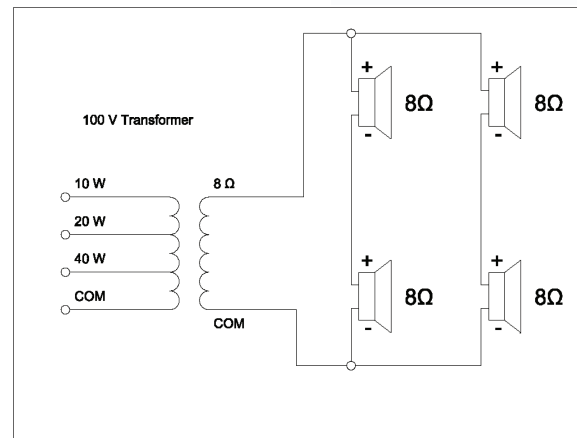 100 V Transformer
10 W
20 W
40 W
COM
8 Ω
COM
+
-
8Ω
+
-
8Ω
+
-
8Ω
+
-
8Ω